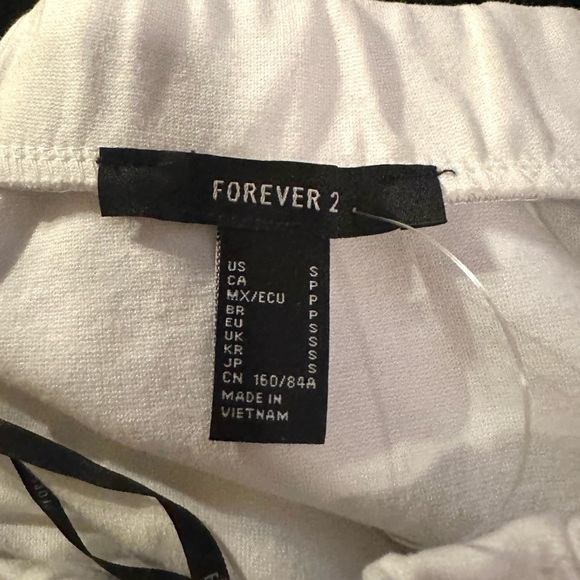 FOREVER 2
US S
CA P
MX/ECU P
BR P
EU S
UK S
KR S
JP S
CN 160/84A
MADE IN
VIETNAM